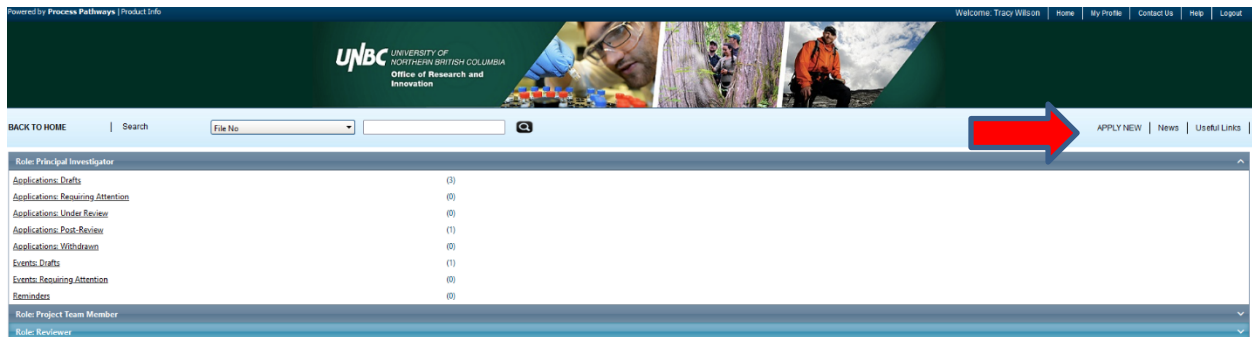 Powered by Process Pathways | Product Info
Welcome: Tracy Wilson | Home | My Profile | Contact Us | Help | Logout
UNBC UNIVERSITY OF
NORTHERN BRITISH COLUMBIA
Office of Research and
Innovation
BACK TO HOME | Search File No APPLY NEW | News | Useful Links |
Role: Principal Investigator
Applications: Drafts (3)
Applications: Requiring Attention (0)
Applications: Under Review (0)
Applications: Post-Review (1)
Applications: Withdrawn (0)
Events: Drafts (1)
Events: Requiring Attention (0)
Reminders (0)
Role: Project Team Member
Role: Reviewer